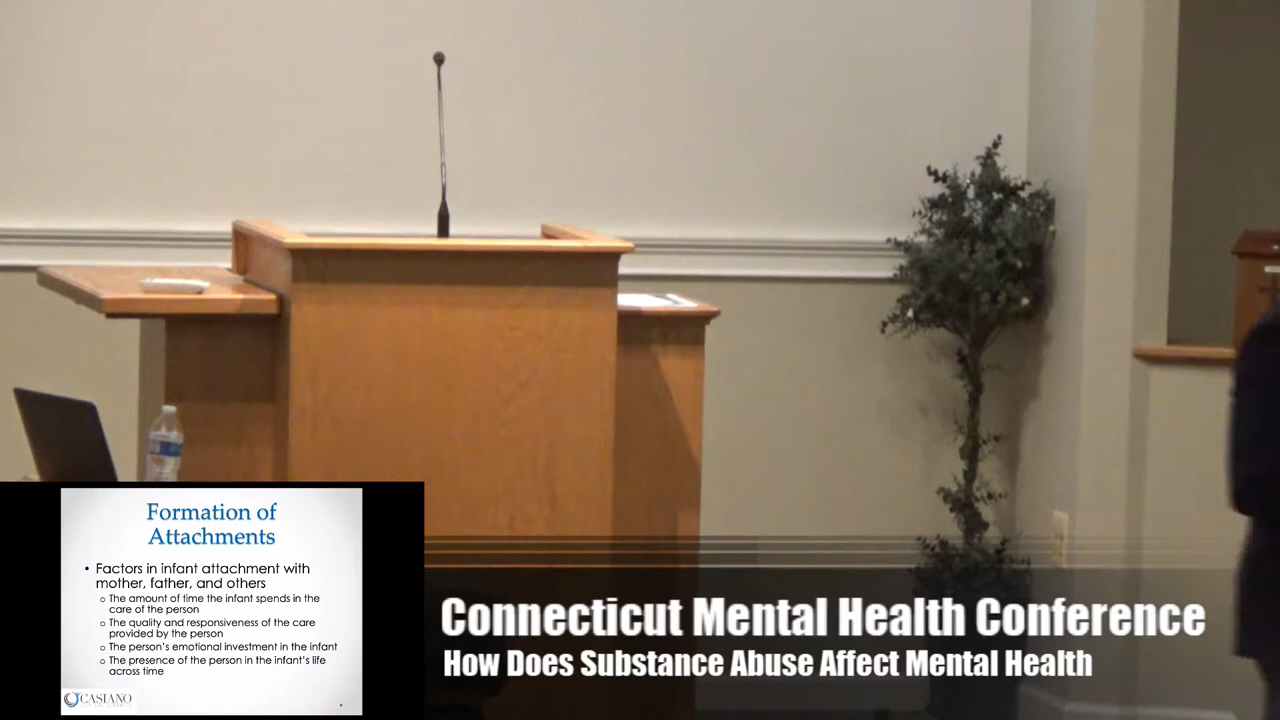 Formation of
Attachments
• Factors in infant attachment with
mother, father, and others
o The amount of time the infant spends in the
care of the person
o The quality and responsiveness of the care
provided by the person
o The person's emotional investment in the infant
o The presence of the person in the infant's life
across time
CASIANO
Connecticut Mental Health Conference
How Does Substance Abuse Affect Mental Health